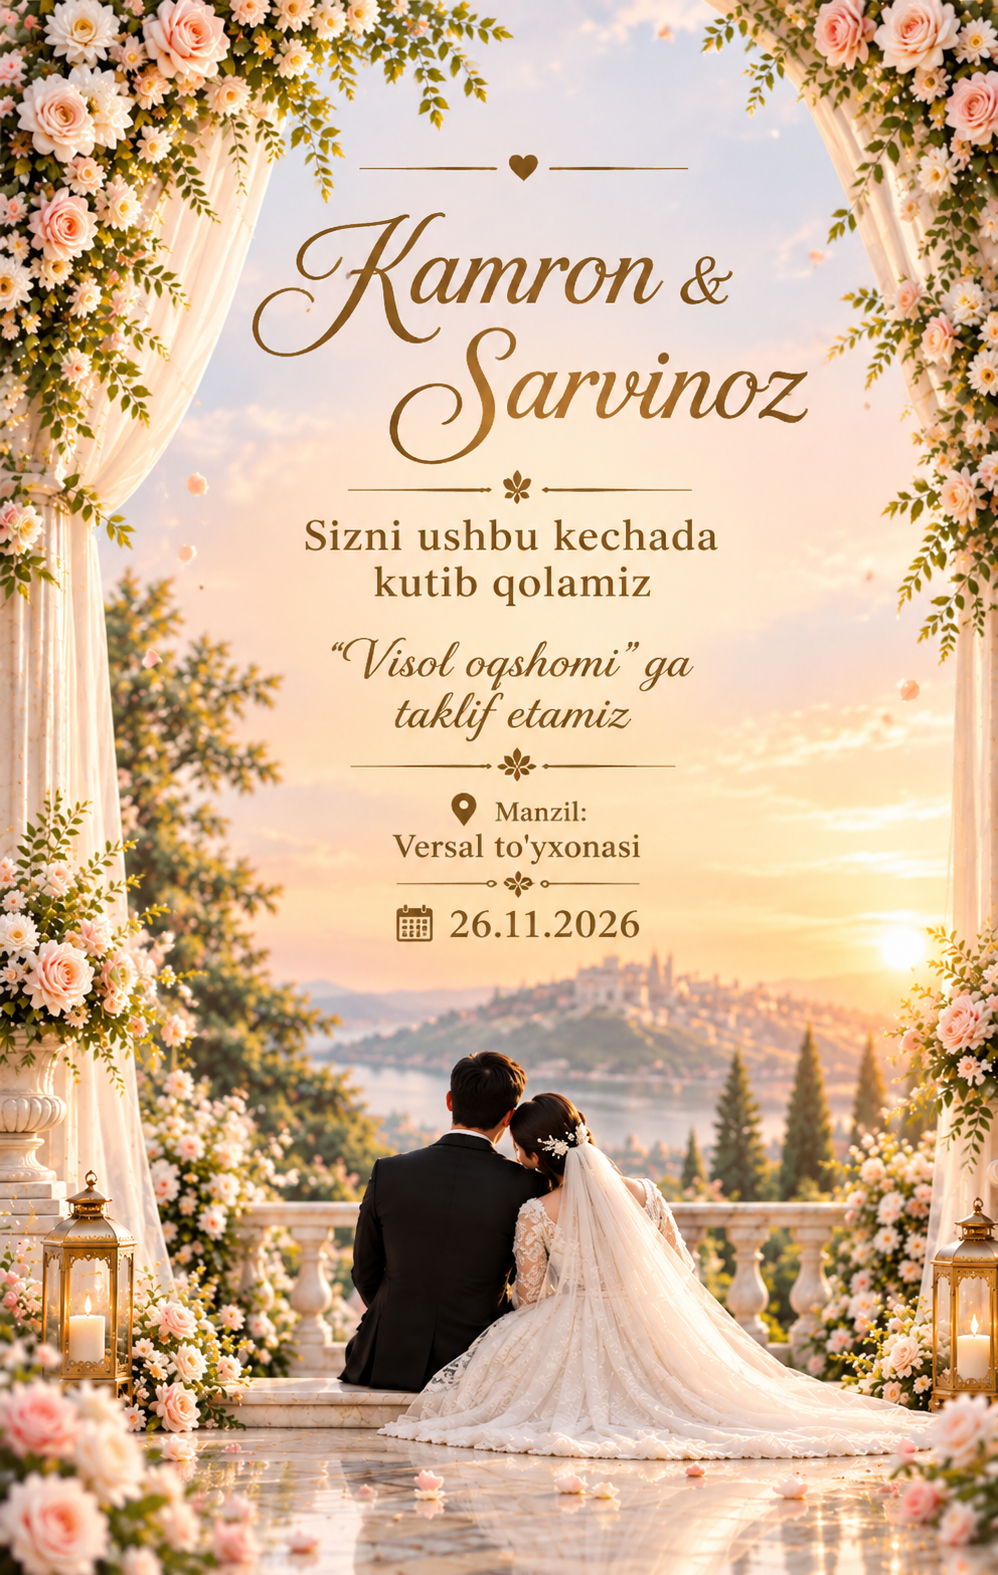 Kamron &
Sarvinoz
Sizni ushbu kechada
kutib qolamiz
“Visol oqshomi” ga
taklif etamiz
Manzil:
Versal to'yxonasi
26.11.2026